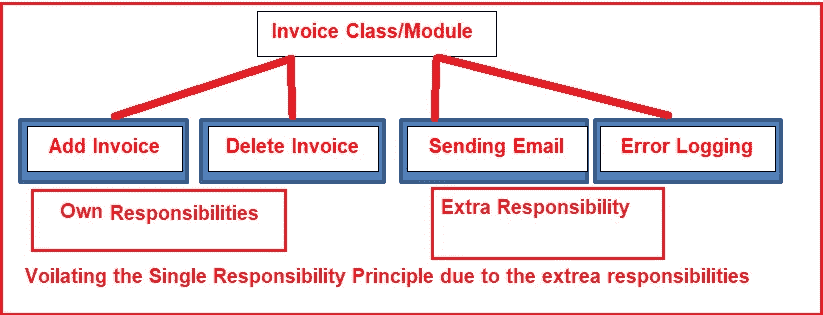 Invoice Class/Module
Add Invoice
Delete Invoice
Sending Email
Error Logging
Own Responsibilities
Extra Responsibility
Voilating the Single Responsibility Principle due to the extrea responsibilities